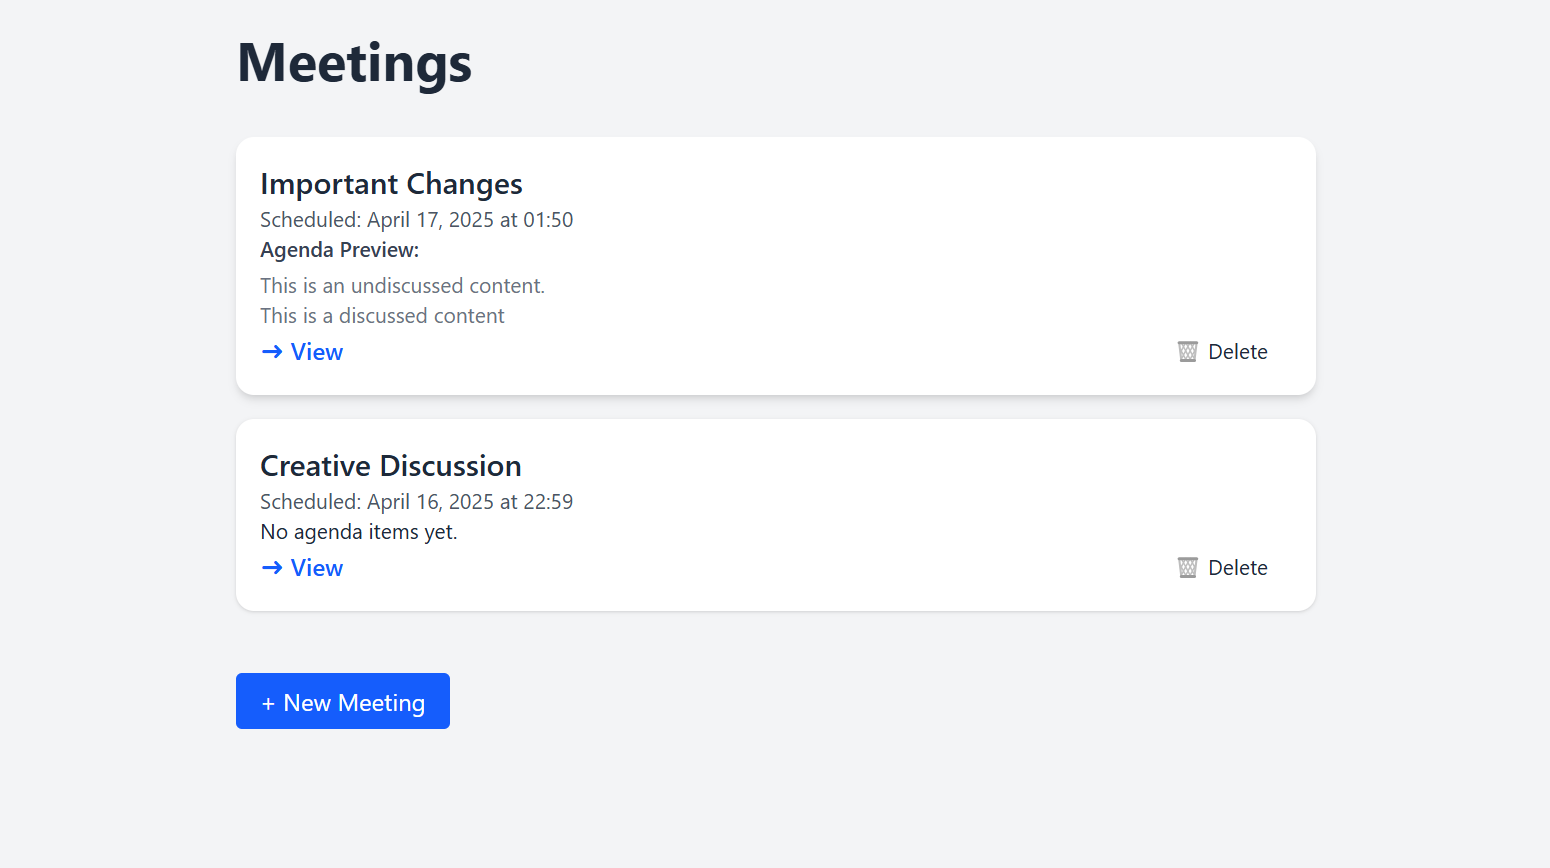 Meetings
Important Changes
Scheduled: April 17, 2025 at 01:50
Agenda Preview:
This is an undiscussed content.
This is a discussed content
→ View
🗑 Delete
Creative Discussion
Scheduled: April 16, 2025 at 22:59
No agenda items yet.
→ View
🗑 Delete
+ New Meeting